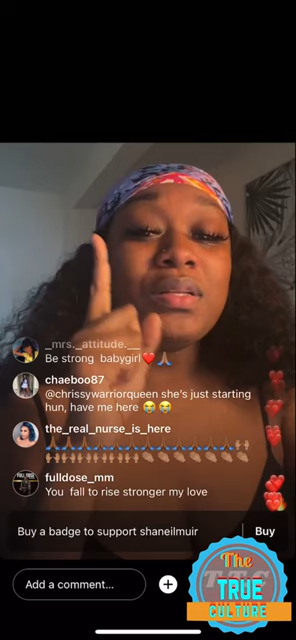 _mrs._attitude.__
Be strong babygirl❤️🙏🏾
chaeboo87
@chrissywarriorqueen she's just starting
hun, have me here 😭 😭
the_real_nurse_is_here
fulldose_mm
You fall to rise stronger my love
Buy a badge to support shaneilmuir
Buy
Add a comment...
The
TRUE
CULTURE